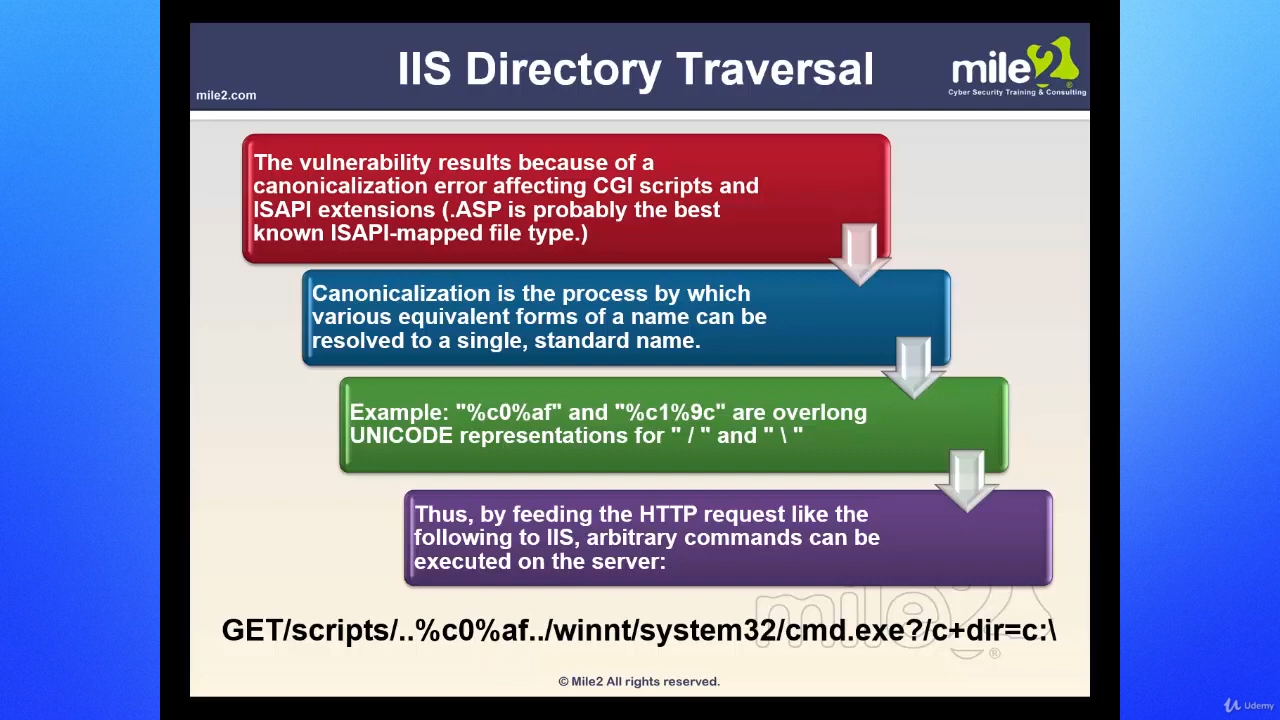 IIS Directory Traversal
mile2
®
Cyber Security Training & Consulting
mile2.com
The vulnerability results because of a
canonicalization error affecting CGI scripts and
ISAPI extensions (.ASP is probably the best
known ISAPI-mapped file type.)
Canonicalization is the process by which
various equivalent forms of a name can be
resolved to a single, standard name.
Example: "%c0%af" and "%c1%9c" are overlong
UNICODE representations for " / " and " \ "
Thus, by feeding the HTTP request like the
following to IIS, arbitrary commands can be
executed on the server:
mile2
®
GET/scripts/..%c0%af../winnt/system32/cmd.exe?/c+dir=c:\
© Mile2 All rights reserved.
Udemy